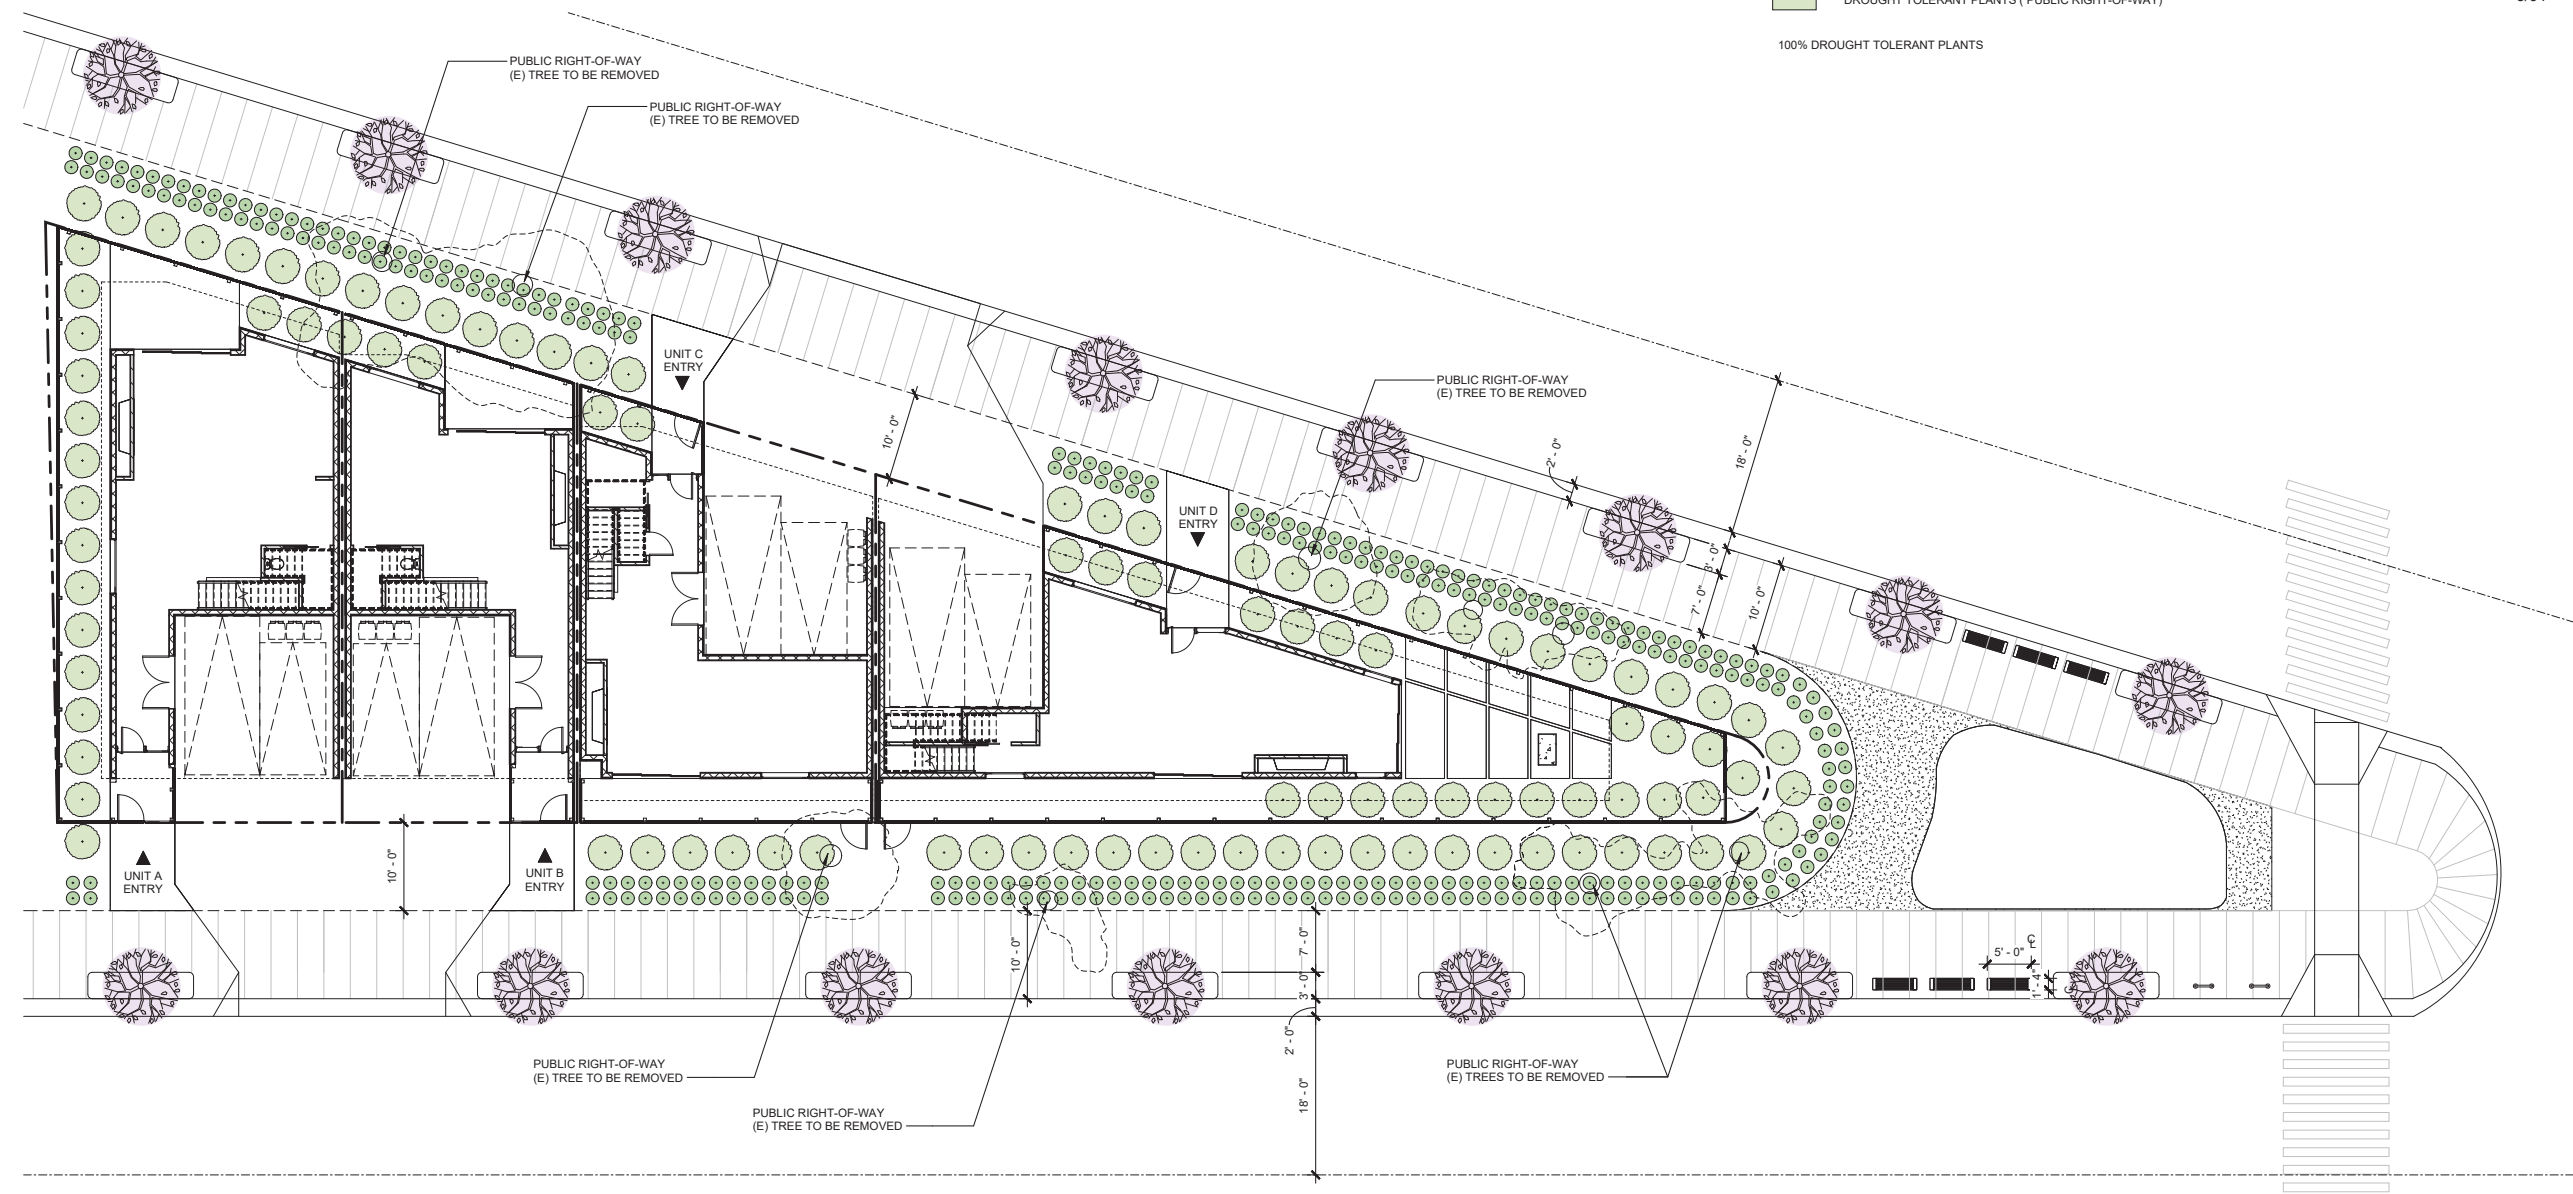 DROUGHT TOLERANT PLANTS ( PUBLIC RIGHT-OF-WAY)
100% DROUGHT TOLERANT PLANTS
PUBLIC RIGHT-OF-WAY
(E) TREE TO BE REMOVED
PUBLIC RIGHT-OF-WAY
(E) TREE TO BE REMOVED
UNIT C
ENTRY
10' - 0"
PUBLIC RIGHT-OF-WAY
(E) TREE TO BE REMOVED
2' - 0"
18' - 0"
UNIT D
ENTRY
3' - 0"
7' - 0"
10' - 0"
UNIT A
ENTRY
10' - 0"
UNIT B
ENTRY
10' - 0"
7' - 0"
3' - 0"
2' - 0"
18' - 0"
5' - 0"
1' - 4"
PUBLIC RIGHT-OF-WAY
(E) TREE TO BE REMOVED
PUBLIC RIGHT-OF-WAY
(E) TREE TO BE REMOVED
PUBLIC RIGHT-OF-WAY
(E) TREES TO BE REMOVED